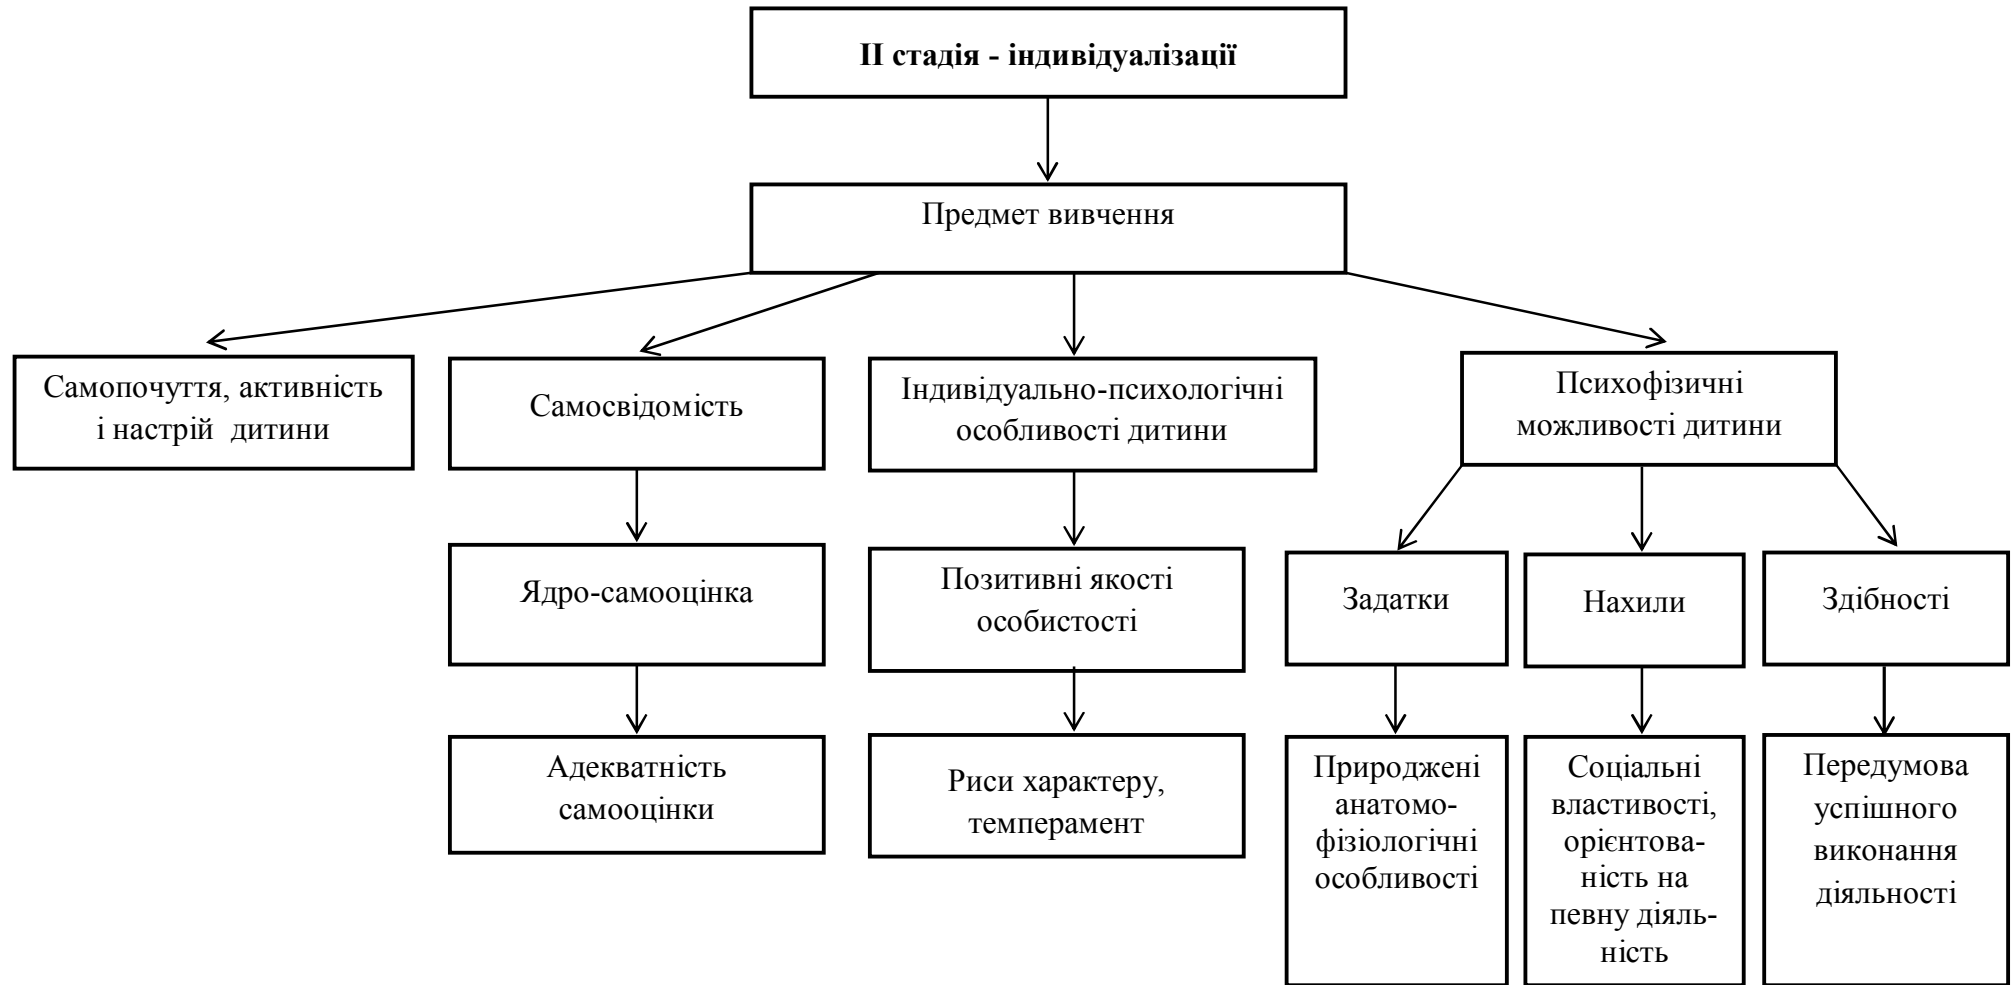 ІІ стадія - індивідуалізації
Предмет вивчення
Самопочуття, активність
і настрій дитини
Самосвідомість
Індивідуально-психологічні
особливості дитини
Психофізичні
можливості дитини
Ядро-самооцінка
Позитивні якості
особистості
Задатки
Нахили
Здібності
Адекватність
самооцінки
Риси характеру,
темперамент
Природжені
анатомо-
фізіологічні
особливості
Соціальні
властивості,
орієнтова-
ність на
певну діяль-
ність
Передумова
успішного
виконання
діяльності